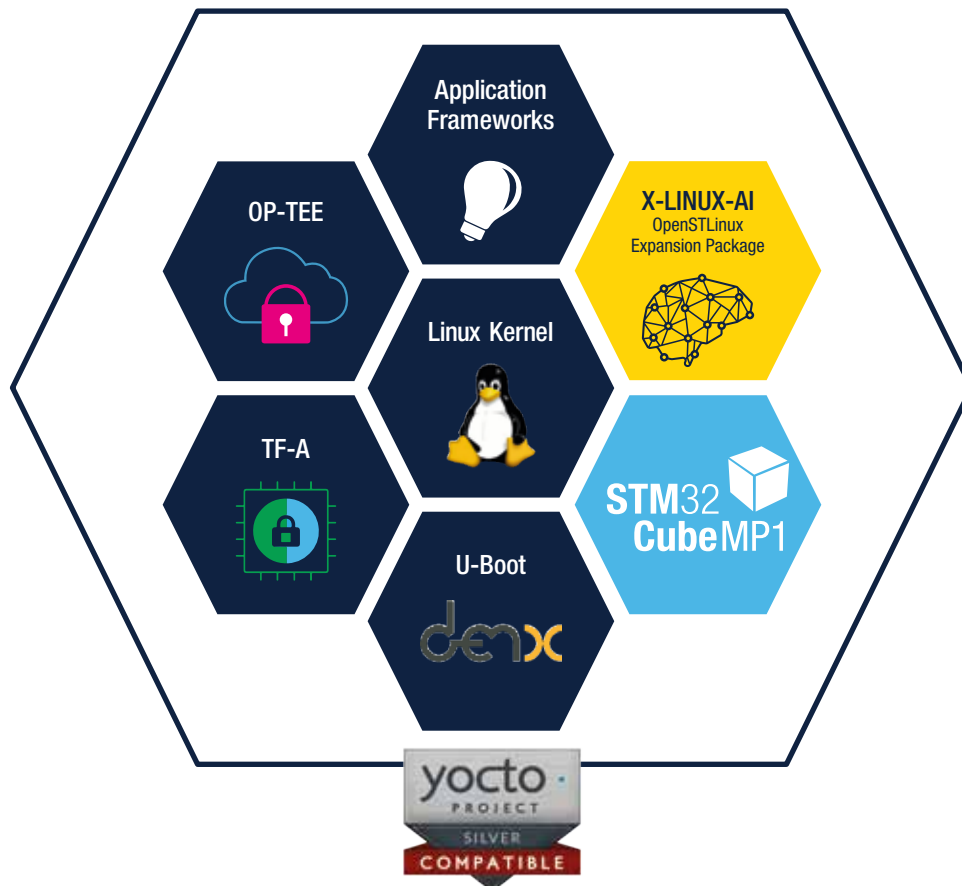 Application
Frameworks
OP-TEE
X-LINUX-AI
OpenSTLinux
Expansion Package
Linux Kernel
TF-A
STM32
CubeMP1
U-Boot
denx
yocto
PROJECT
SILVER
COMPATIBLE